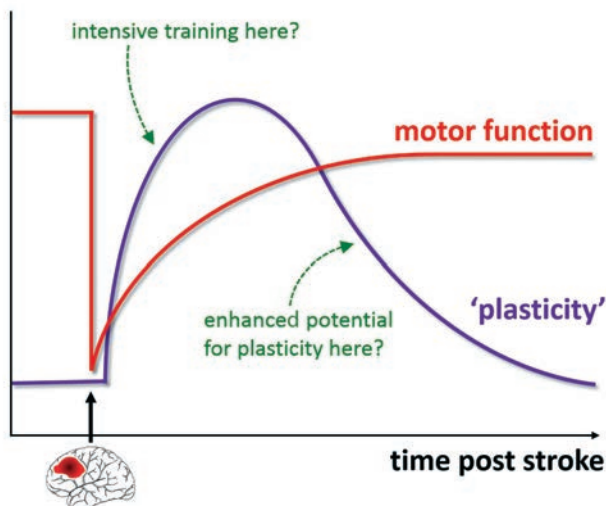 intensive training here?
motor function
'plasticity'
enhanced potential
for plasticity here?
time post stroke